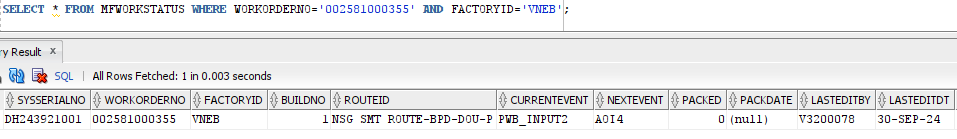 SELECT * FROM MFWORKSTATUS WHERE WORKORDERNO='002581000355' AND FACTORYID='VNEB';
ry Result x
SQL | All Rows Fetched: 1 in 0.003 seconds
SYSSERIALNO WORKORDERNO FACTORYID BUILDNO ROUTEID CURRENTEVENT NEXTEVENT PACKED PACKDATE LASTEDITBY LASTEDITDT
DH243921001 002581000355 VNEB 1 NSG SMT ROUTE-BPD-DOU-P PWB_INPUT2 AOI4 0 (null) V3200078 30-SEP-24